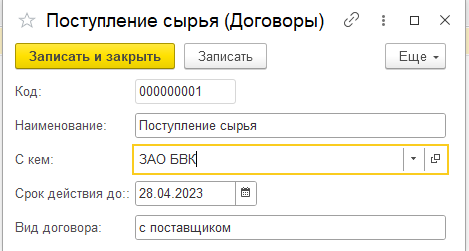 Поступление сырья (Договоры)
Записать и закрыть Записать Еще
Код: 000000001
Наименование: Поступление сырья
С кем: ЗАО БВК
Срок действия до:: 28.04.2023
Вид договора: с поставщиком